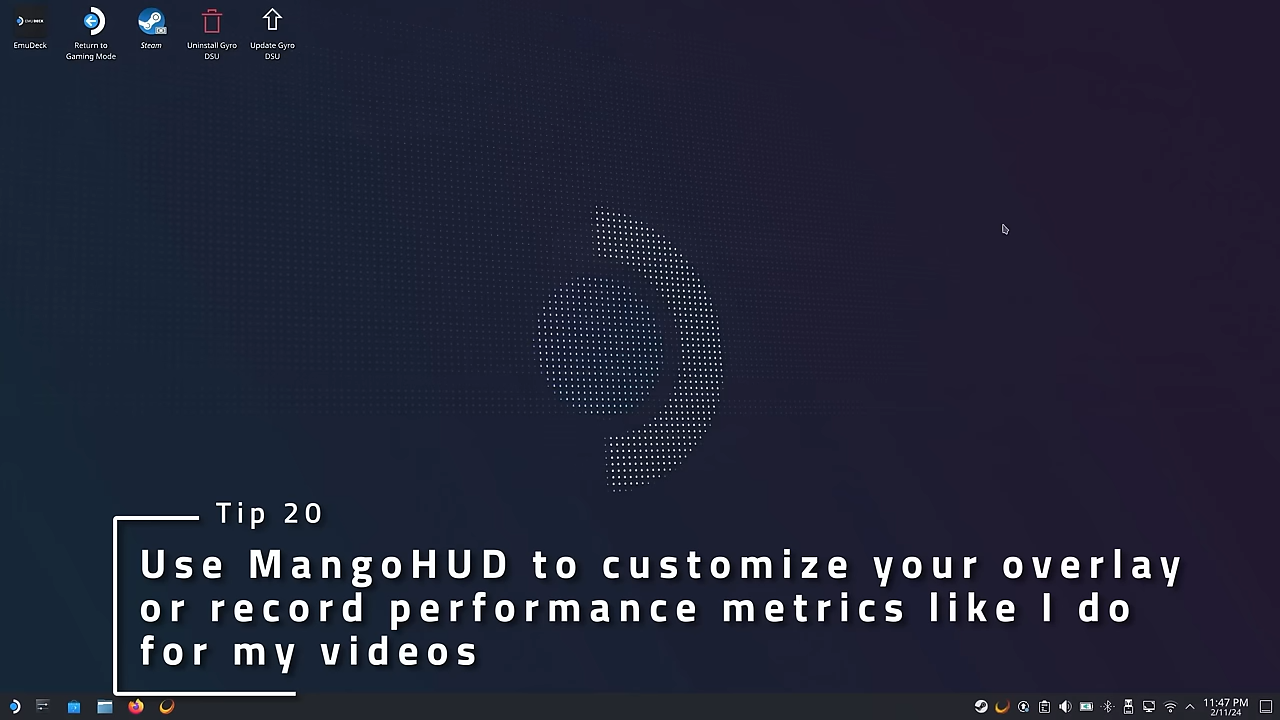 EMUDECK
EmuDeck
Return to
Gaming Mode
Steam
Uninstall Gyro
DSU
Update Gyro
DSU
Tip 20
Use MangoHUD to customize your overlay
or record performance metrics like I do
for my videos
11:47 PM
2/11/24